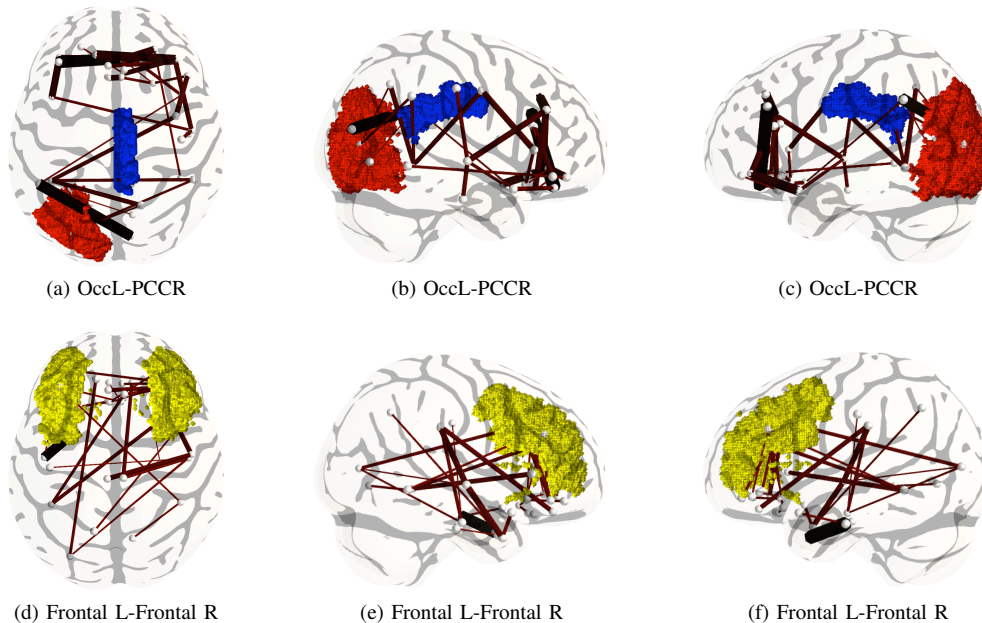 (a) OccL-PCCR
(b) OccL-PCCR
(c) OccL-PCCR
(d) Frontal L-Frontal R
(e) Frontal L-Frontal R
(f) Frontal L-Frontal R